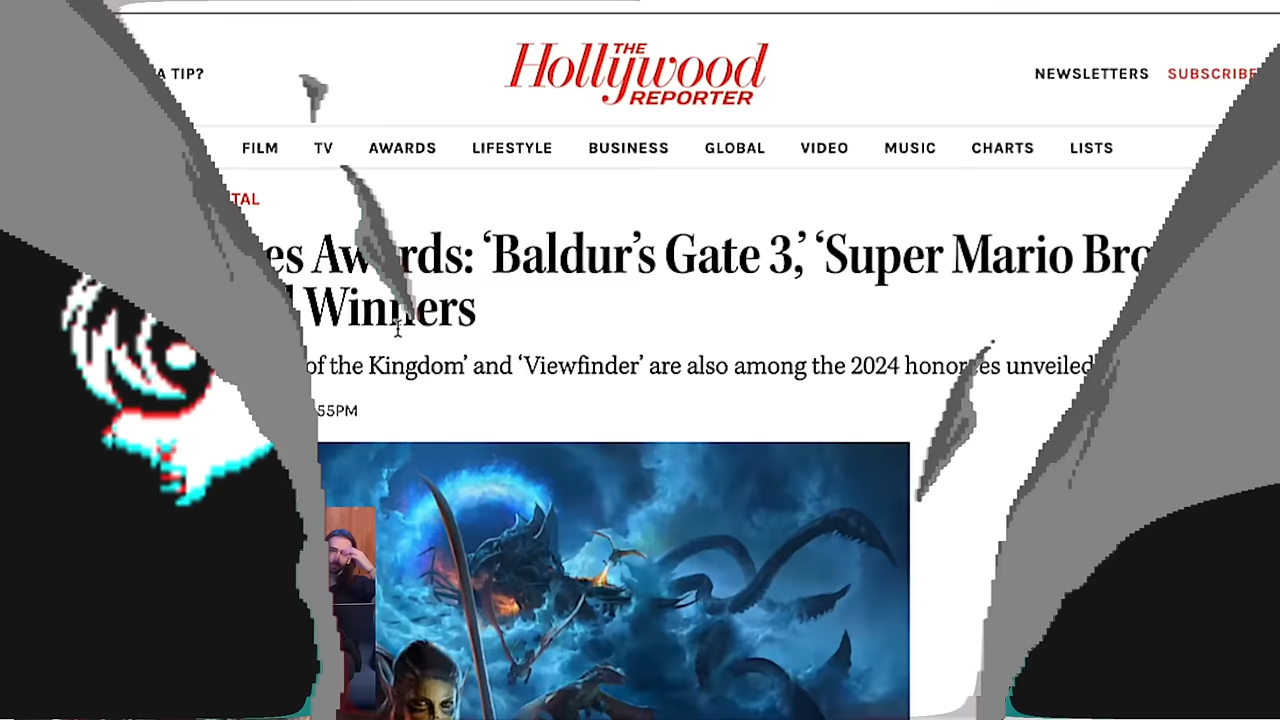 THE
Hollywood
REPORTER
A TIP?
NEWSLETTERS SUBSCRIBE
FILM TV AWARDS LIFESTYLE BUSINESS GLOBAL VIDEO MUSIC CHARTS LISTS
TAL
es Awards: ‘Baldur’s Gate 3,’ ‘Super Mario Bro
Winners
of the Kingdom’ and ‘Viewfinder’ are also among the 2024 honorees unveiled
55PM